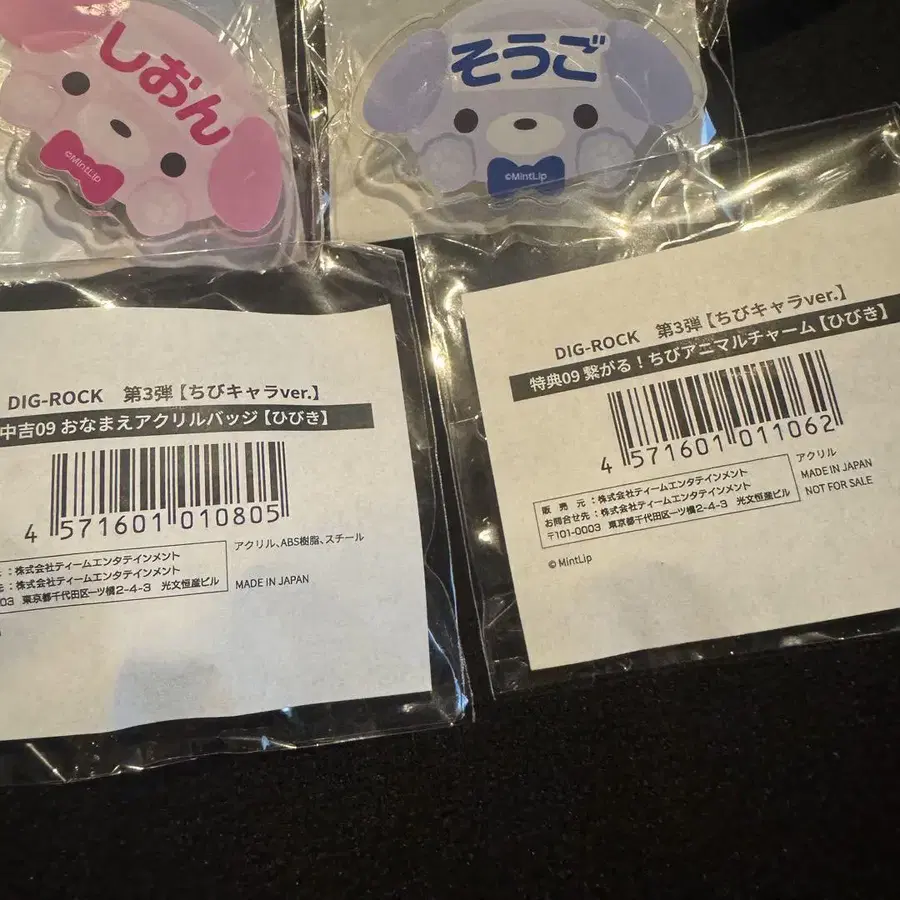 しおん
©MintLip
そうご
©MintLip
DIG-ROCK 第3弾【ちびキャラver.】
中吉09 おなまえアクリルバッジ【ひびき】
4 571601 010805
:株式会社ティームエンタテインメント
先:株式会社ティームエンタテインメント
03 東京都千代田区一ツ橋2-4-3 光文恒産ビル
アクリル、ABS樹脂、スチール
MADE IN JAPAN
DIG-ROCK 第3弾【ちびキャラver.】
特典09 繋がる!ちびアニマルチャーム【ひびき】
4 571601 011062
販売元:株式会社ティームエンタテインメント
お問合せ先:株式会社ティームエンタテインメント
〒101-0003 東京都千代田区一ツ橋2-4-3 光文恒産ビル
アクリル
MADE IN JAPAN
NOT FOR SALE
©MintLip